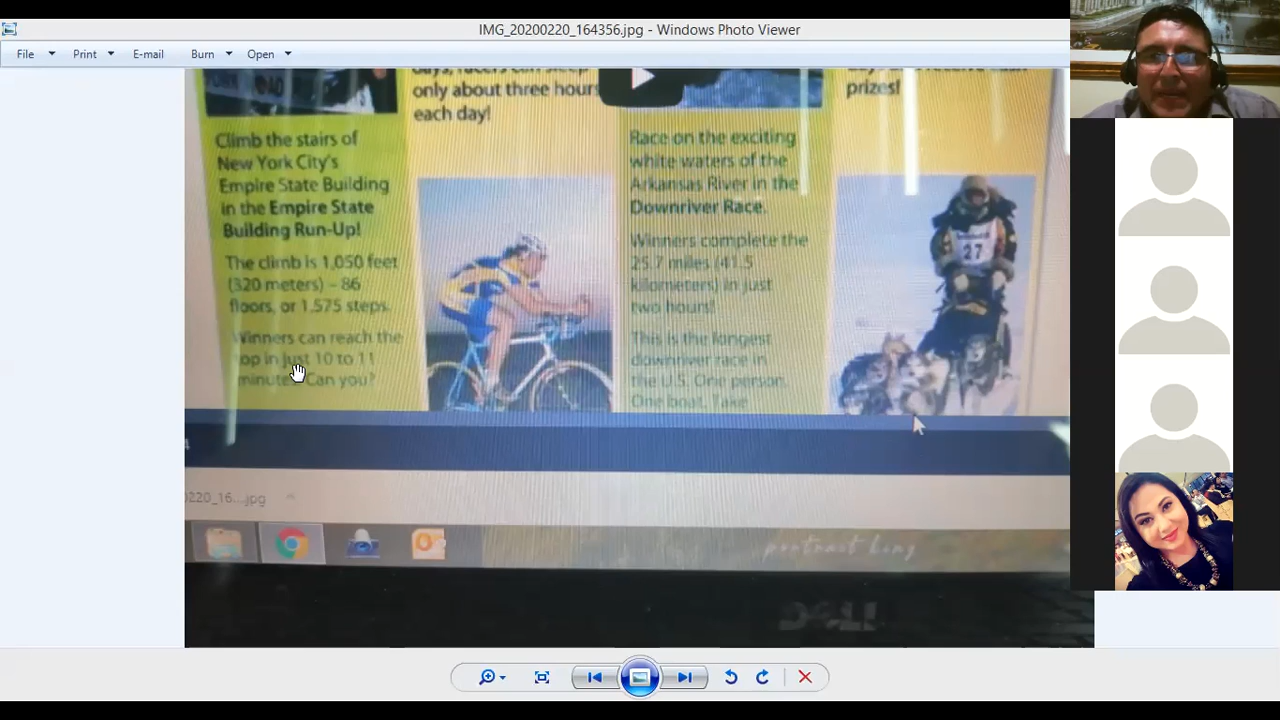 IMG_20200220_164356.jpg - Windows Photo Viewer
File Print E-mail Burn Open
only about three hours
each day!
prizes!
Climb the stairs of
New York City's
Empire State Building
in the Empire State
Building Run-Up!
The climb is 1,050 feet
(320 meters) – 86
floors, or 1,575 steps.
Winners can reach the
top in just 10 to 11
minutes! Can you?
Race on the exciting
white waters of the
Arkansas River in the
Downriver Race.
Winners complete the
25.7 miles (41.5
kilometers) in just
two hours!
This is the longest
downriver race in
the U.S. One person.
One boat. Take
27
0220_16....jpg
DELL